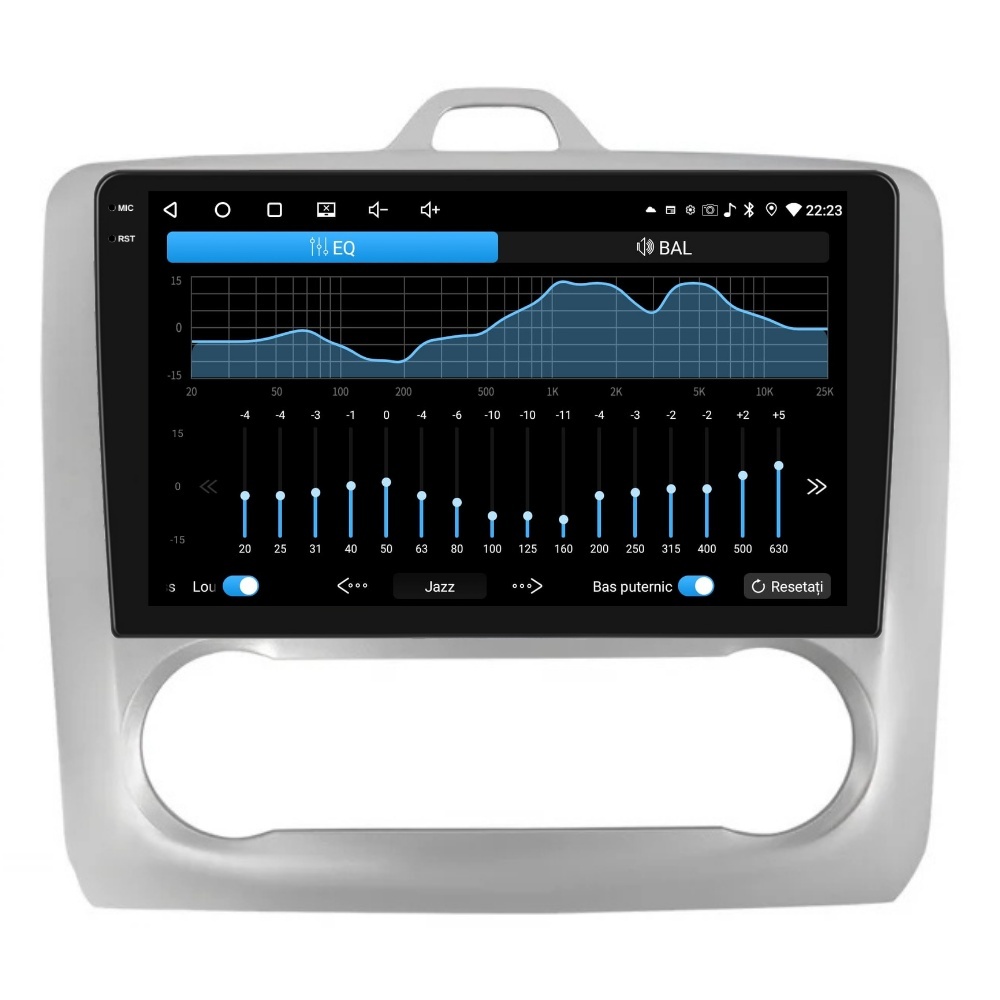 MIC
22:23
RST
EQ BAL
15
0
-15
20 50 100 200 500 1K 2K 5K 10K 25K
-4 -4 -3 -1 0 -4 -6 -10 -10 -11 -4 -3 -2 -2 +2 +5
15
0
-15
20 25 31 40 50 63 80 100 125 160 200 250 315 400 500 630
s Lou Jazz Bas puternic Resetați